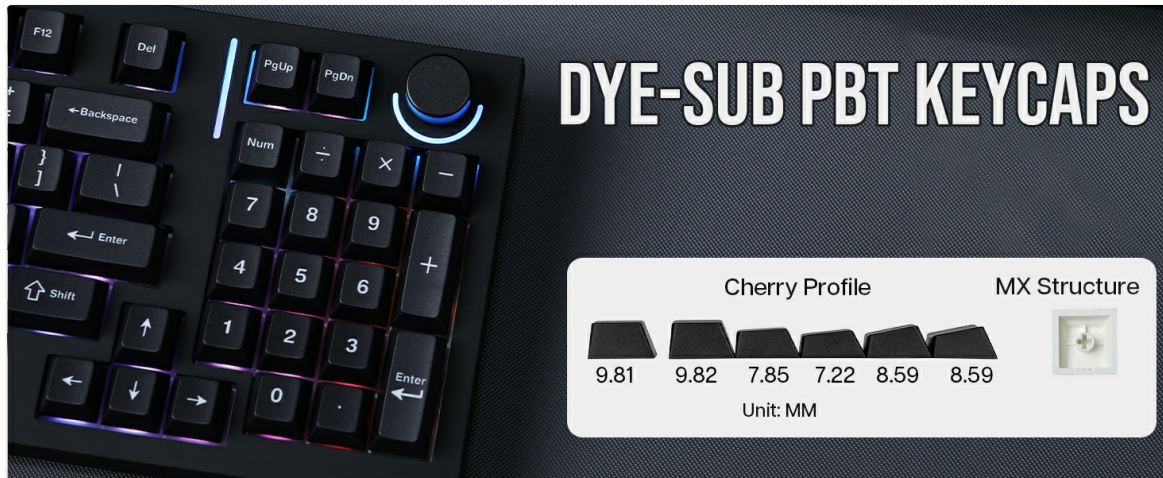 DYE-SUB PBT KEYCAPS
Cherry Profile
MX Structure
9.81 9.82 7.85 7.22 8.59 8.59
Unit: MM
F12 Del PgUp PgDn
←Backspace Num ÷ × −
} | 7 8 9 +
] \
← Enter 4 5 6
⇧ Shift 1 2 3 Enter
↑ 0 .
← ↓ →